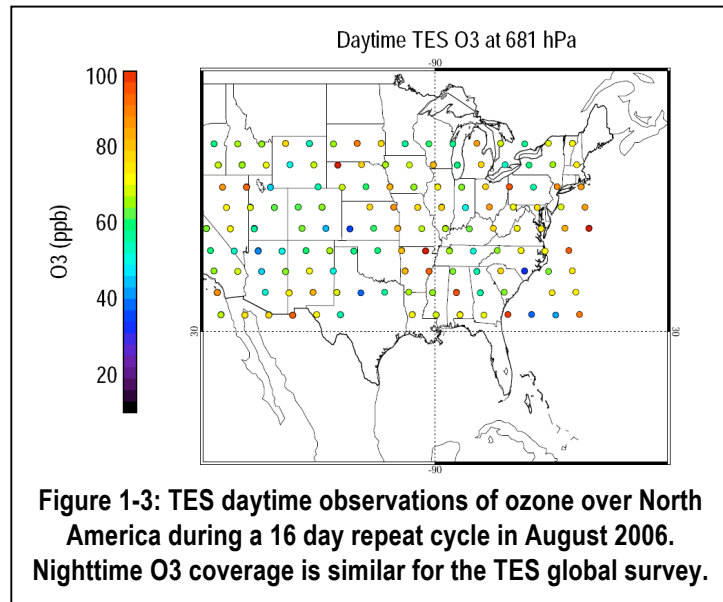 Daytime TES O3 at 681 hPa
-90
100
80
60
40
20
O3 (ppb)
30
30
-90
Figure 1-3: TES daytime observations of ozone over North
America during a 16 day repeat cycle in August 2006.
Nighttime O3 coverage is similar for the TES global survey.